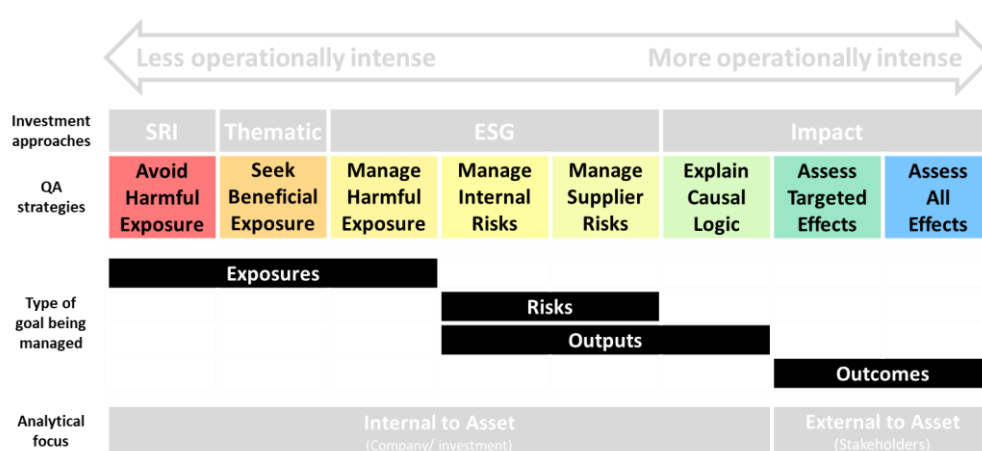 Less operationally intense More operationally intense
Investment
approaches
SRI Thematic ESG Impact
QA
strategies
Avoid
Harmful
Exposure
Seek
Beneficial
Exposure
Manage
Harmful
Exposure
Manage
Internal
Risks
Manage
Supplier
Risks
Explain
Causal
Logic
Assess
Targeted
Effects
Assess
All
Effects
Type of
goal being
managed
Exposures
Risks
Outputs
Outcomes
Analytical
focus
Internal to Asset
(Company/ investment)
External to Asset
(Stakeholders)